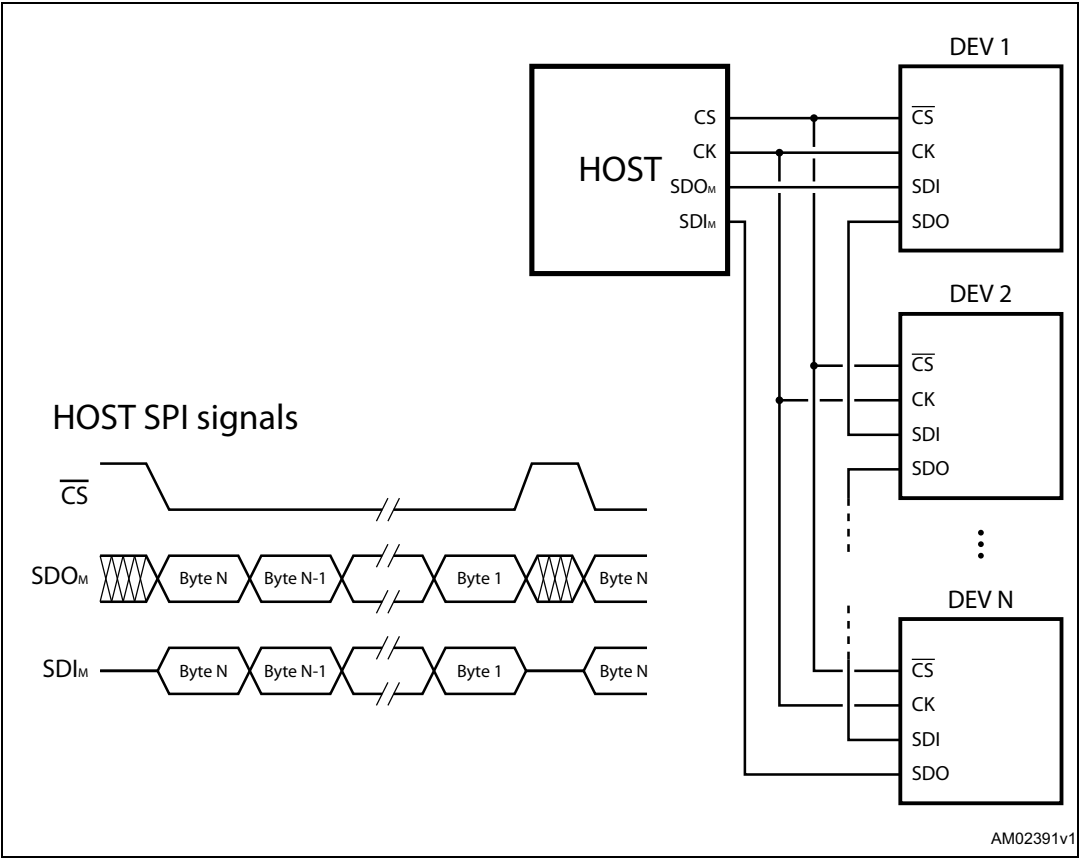 DEV 1
HOST
CS
CK
SDOM
SDIM
CS
CK
SDI
SDO
DEV 2
CS
CK
SDI
SDO
HOST SPI signals
CS
SDOM
Byte N
Byte N-1
Byte 1
Byte N
SDIM
Byte N
Byte N-1
Byte 1
Byte N
DEV N
CS
CK
SDI
SDO
AM02391v1